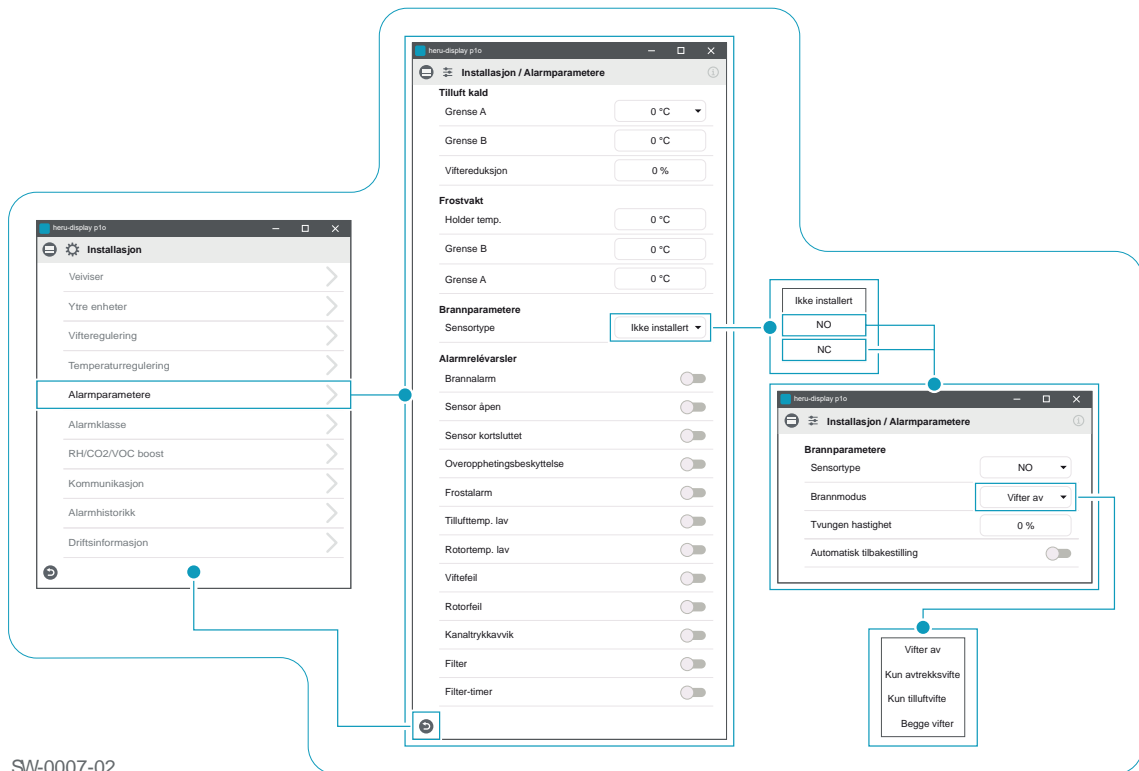 heru-display p1o
Installasjon
Veiviser
Ytre enheter
Vifteregulering
Temperaturregulering
Alarmparametere
Alarmklasse
RH/CO2/VOC boost
Kommunikasjon
Alarmhistorikk
Driftsinformasjon
heru-display p1o
Installasjon / Alarmparametere
Tilluft kald
Grense A 0 °C
Grense B 0 °C
Viftereduksjon 0 %
Frostvakt
Holder temp. 0 °C
Grense B 0 °C
Grense A 0 °C
Brannparametere
Sensortype Ikke installert
Alarmrelévarsler
Brannalarm
Sensor åpen
Sensor kortsluttet
Overopphetingsbeskyttelse
Frostalarm
Tillufttemp. lav
Rotortemp. lav
Viftefeil
Rotorfeil
Kanaltrykkavvik
Filter
Filter-timer
Ikke installert
NO
NC
heru-display p1o
Installasjon / Alarmparametere
Brannparametere
Sensortype NO
Brannmodus Vifter av
Tvungen hastighet 0 %
Automatisk tilbakestilling
Vifter av
Kun avtrekksvifte
Kun tilluftvifte
Begge vifter
SW-0007-02